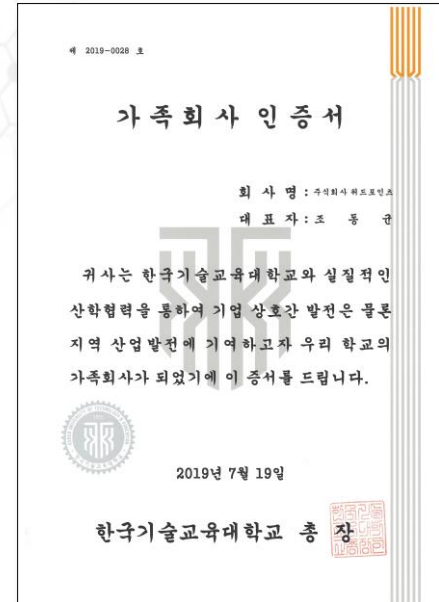 제 2019-0028 호
가족회사 인증서
회 사 명 : 주식회사 위드포인츠
대 표 자 : 조 동 균
귀사는 한국기술교육대학교와 실질적인
산학협력을 통하여 기업 상호간 발전은 물론
지역 산업발전에 기여하고자 우리 학교의
가족회사가 되었기에 이 증서를 드립니다.
2019년 7월 19일
한국기술교육대학교 총 장